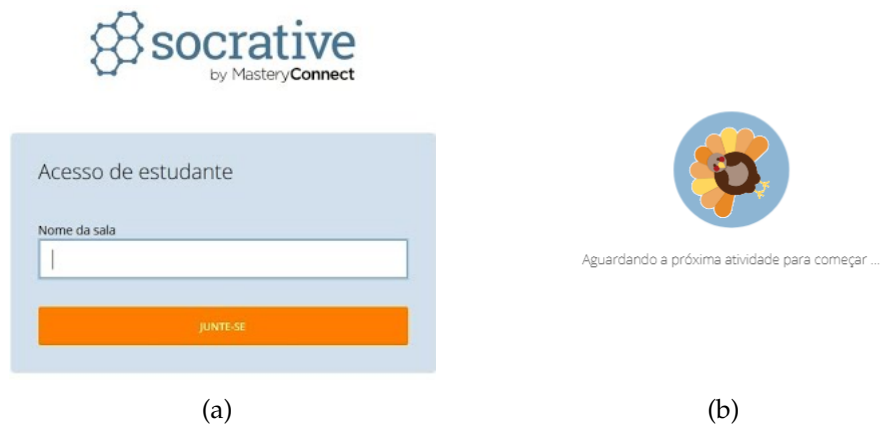 socrative
by MasteryConnect
Acesso de estudante
Nome da sala
JUNTE-SE
(a)
Aguardando a próxima atividade para começar ...
(b)